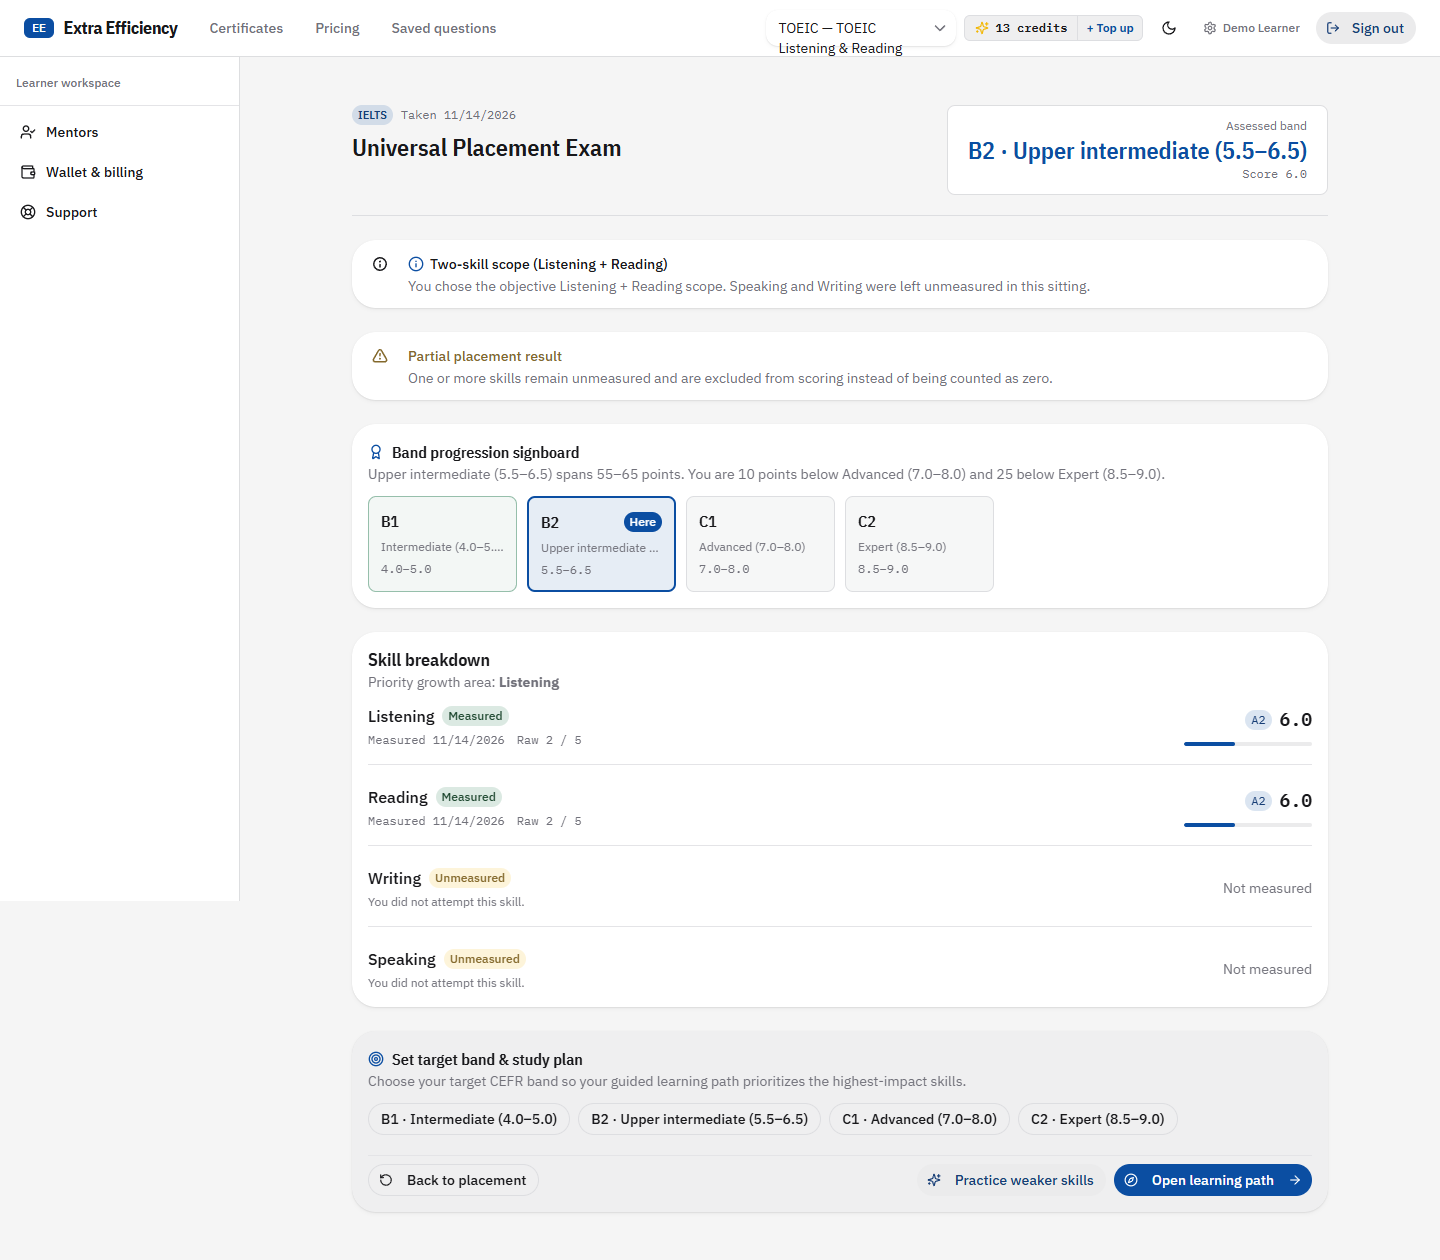 EE Extra Efficiency Certificates Pricing Saved questions TOEIC — TOEIC Listening & Reading 13 credits + Top up Demo Learner Sign out
Learner workspace
Mentors
Wallet & billing
Support
IELTS Taken 11/14/2026
Universal Placement Exam
Assessed band
B2 · Upper intermediate (5.5–6.5)
Score 6.0
Two-skill scope (Listening + Reading)
You chose the objective Listening + Reading scope. Speaking and Writing were left unmeasured in this sitting.
Partial placement result
One or more skills remain unmeasured and are excluded from scoring instead of being counted as zero.
Band progression signboard
Upper intermediate (5.5–6.5) spans 55–65 points. You are 10 points below Advanced (7.0–8.0) and 25 below Expert (8.5–9.0).
B1
Intermediate (4.0–5....
4.0–5.0
B2 Here
Upper intermediate ...
5.5–6.5
C1
Advanced (7.0–8.0)
7.0–8.0
C2
Expert (8.5–9.0)
8.5–9.0
Skill breakdown
Priority growth area: Listening
Listening Measured
Measured 11/14/2026 Raw 2 / 5
A2 6.0
Reading Measured
Measured 11/14/2026 Raw 2 / 5
A2 6.0
Writing Unmeasured
You did not attempt this skill.
Not measured
Speaking Unmeasured
You did not attempt this skill.
Not measured
Set target band & study plan
Choose your target CEFR band so your guided learning path prioritizes the highest-impact skills.
B1 · Intermediate (4.0–5.0) B2 · Upper intermediate (5.5–6.5) C1 · Advanced (7.0–8.0) C2 · Expert (8.5–9.0)
Back to placement Practice weaker skills Open learning path